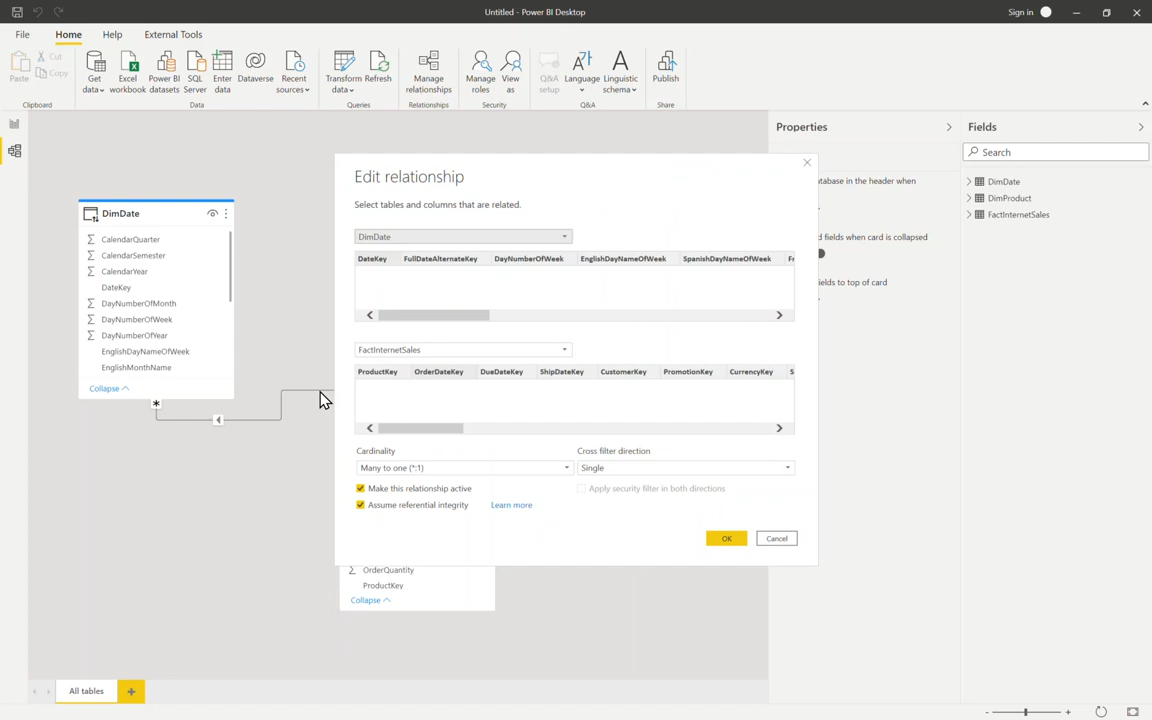 Untitled - Power BI Desktop
Sign in
File
Home
Help
External Tools
Paste
Cut
Copy
Clipboard
Get data
Excel workbook
Power BI datasets
SQL Server
Enter data
Dataverse
Recent sources
Data
Transform data
Refresh
Queries
Manage relationships
Relationships
Manage roles
View as
Security
Q&A setup
Language
Linguistic schema
Q&A
Publish
Share
Properties
Fields
Search
DimDate
DimProduct
FactInternetSales
atabase in the header when
d fields when card is collapsed
ields to top of card
DimDate
CalendarQuarter
CalendarSemester
CalendarYear
DateKey
DayNumberOfMonth
DayNumberOfWeek
DayNumberOfYear
EnglishDayNameOfWeek
EnglishMonthName
Collapse
*
Edit relationship
Select tables and columns that are related.
DimDate
DateKey FullDateAlternateKey DayNumberOfWeek EnglishDayNameOfWeek SpanishDayNameOfWeek Fr
FactInternetSales
ProductKey OrderDateKey DueDateKey ShipDateKey CustomerKey PromotionKey CurrencyKey S
Cardinality
Many to one (*:1)
Cross filter direction
Single
Make this relationship active
Apply security filter in both directions
Assume referential integrity
Learn more
OK
Cancel
OrderQuantity
ProductKey
Collapse
All tables
+
- +